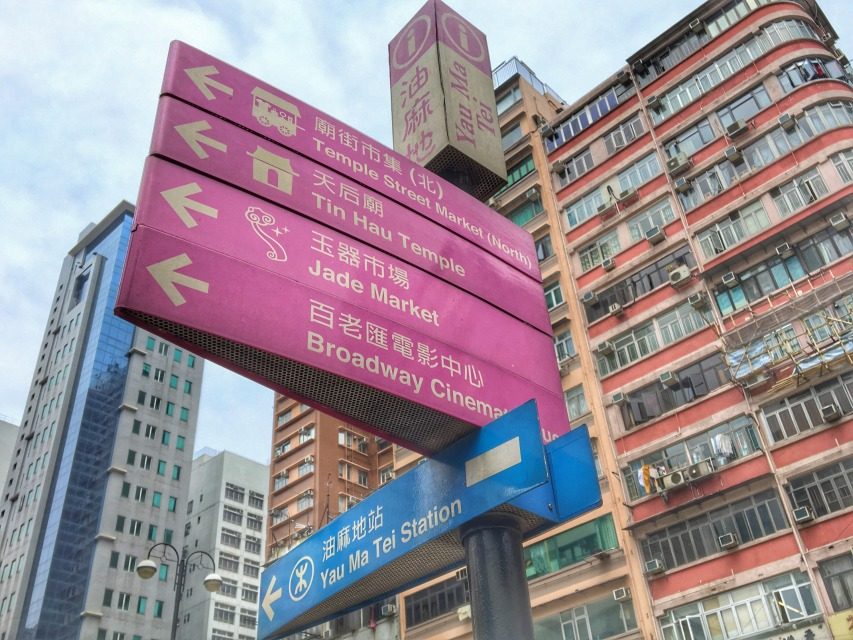 油麻地
Yau Ma Tei
廟街市集 (北)
Temple Street Market (North)
天后廟
Tin Hau Temple
玉器市場
Jade Market
百老匯電影中心
Broadway Cinema
油麻地站
Yau Ma Tei Station